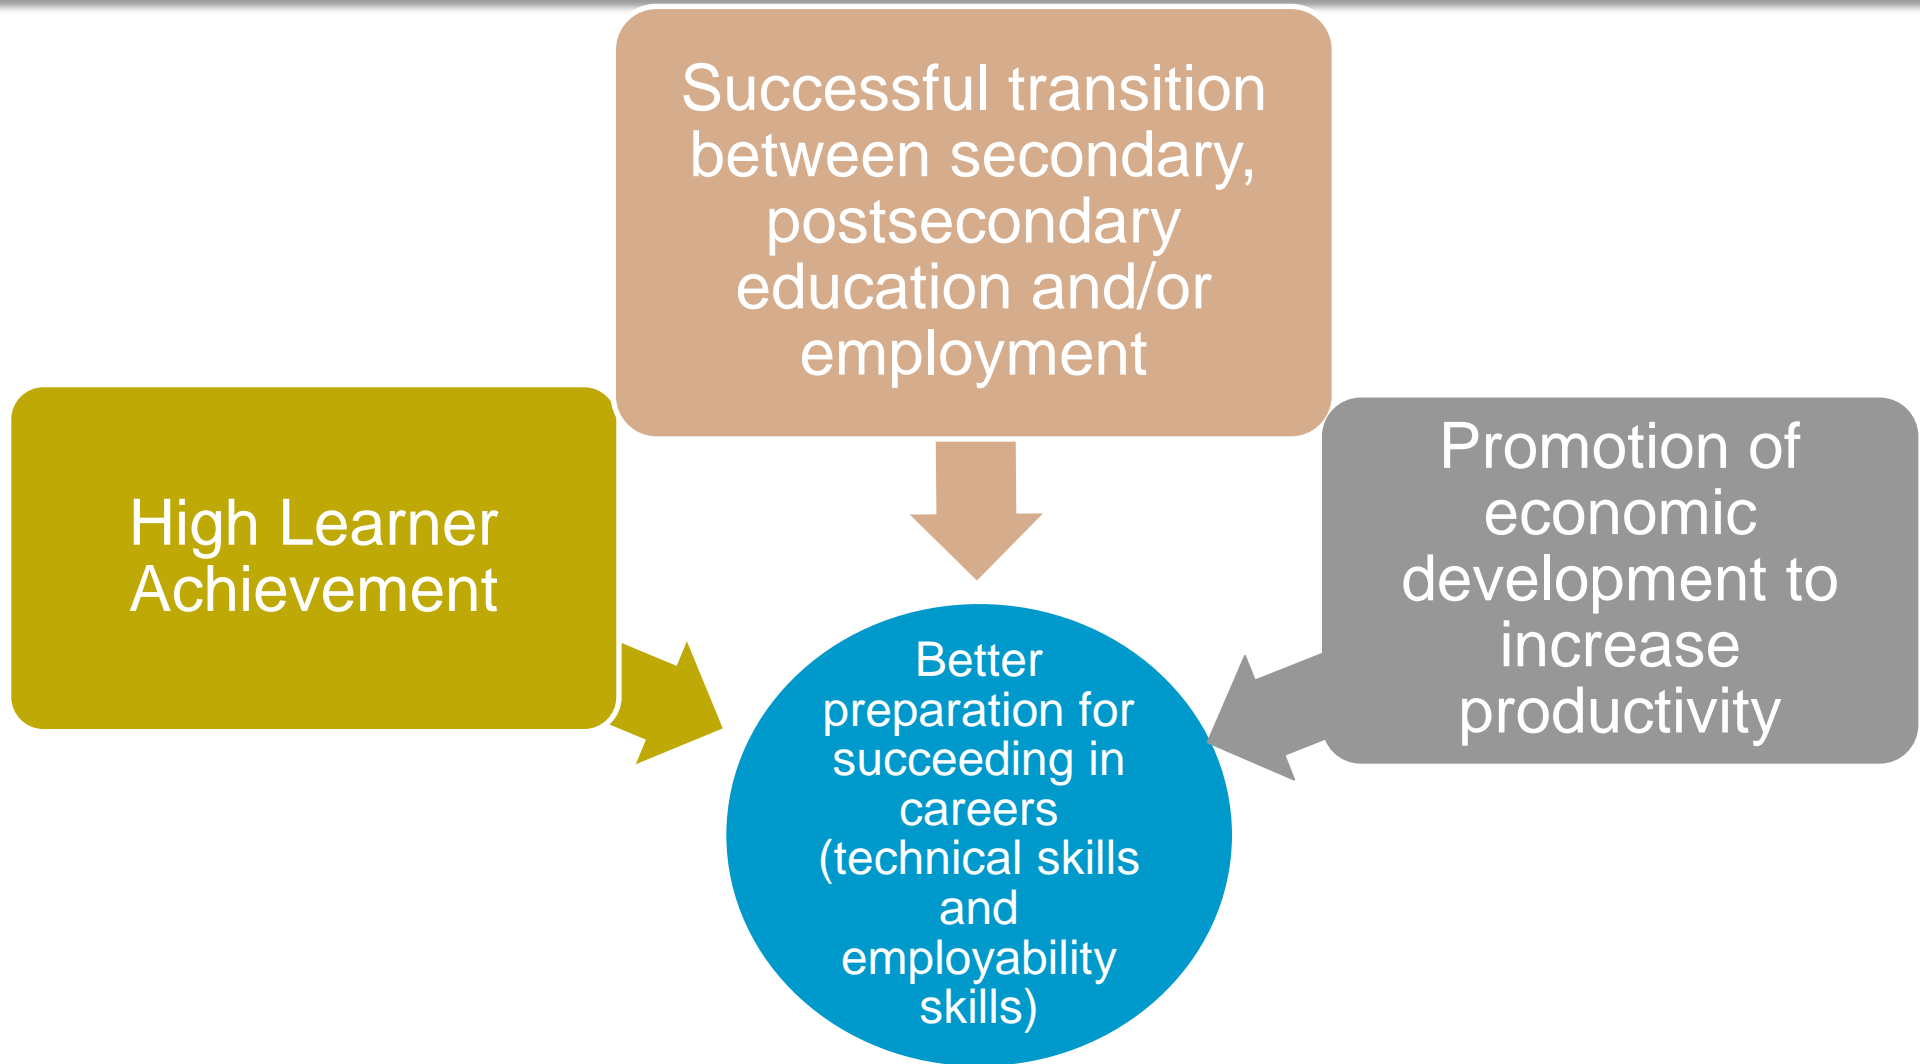 Successful transition
between secondary,
postsecondary
education and/or
employment
High Learner
Achievement
Promotion of
economic
development to
increase
productivity
Better
preparation for
succeeding in
careers
(technical skills
and
employability
skills)